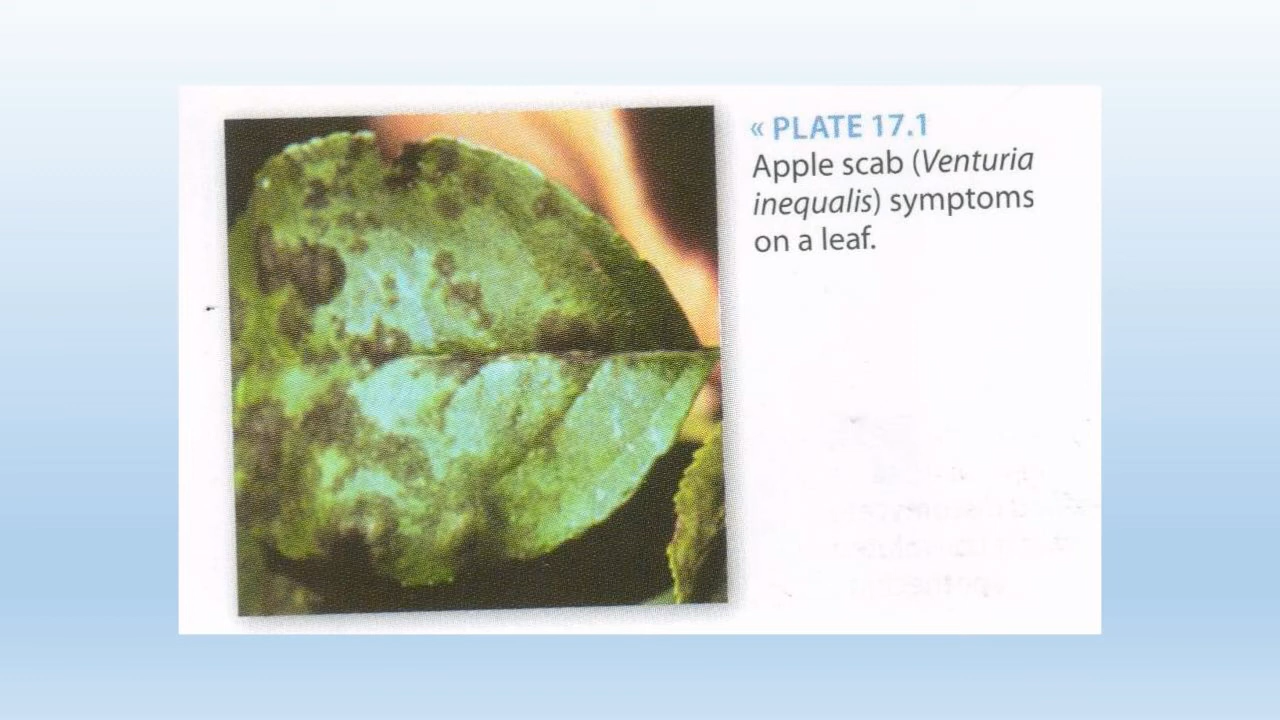 « PLATE 17.1
Apple scab (Venturia
inequalis) symptoms
on a leaf.